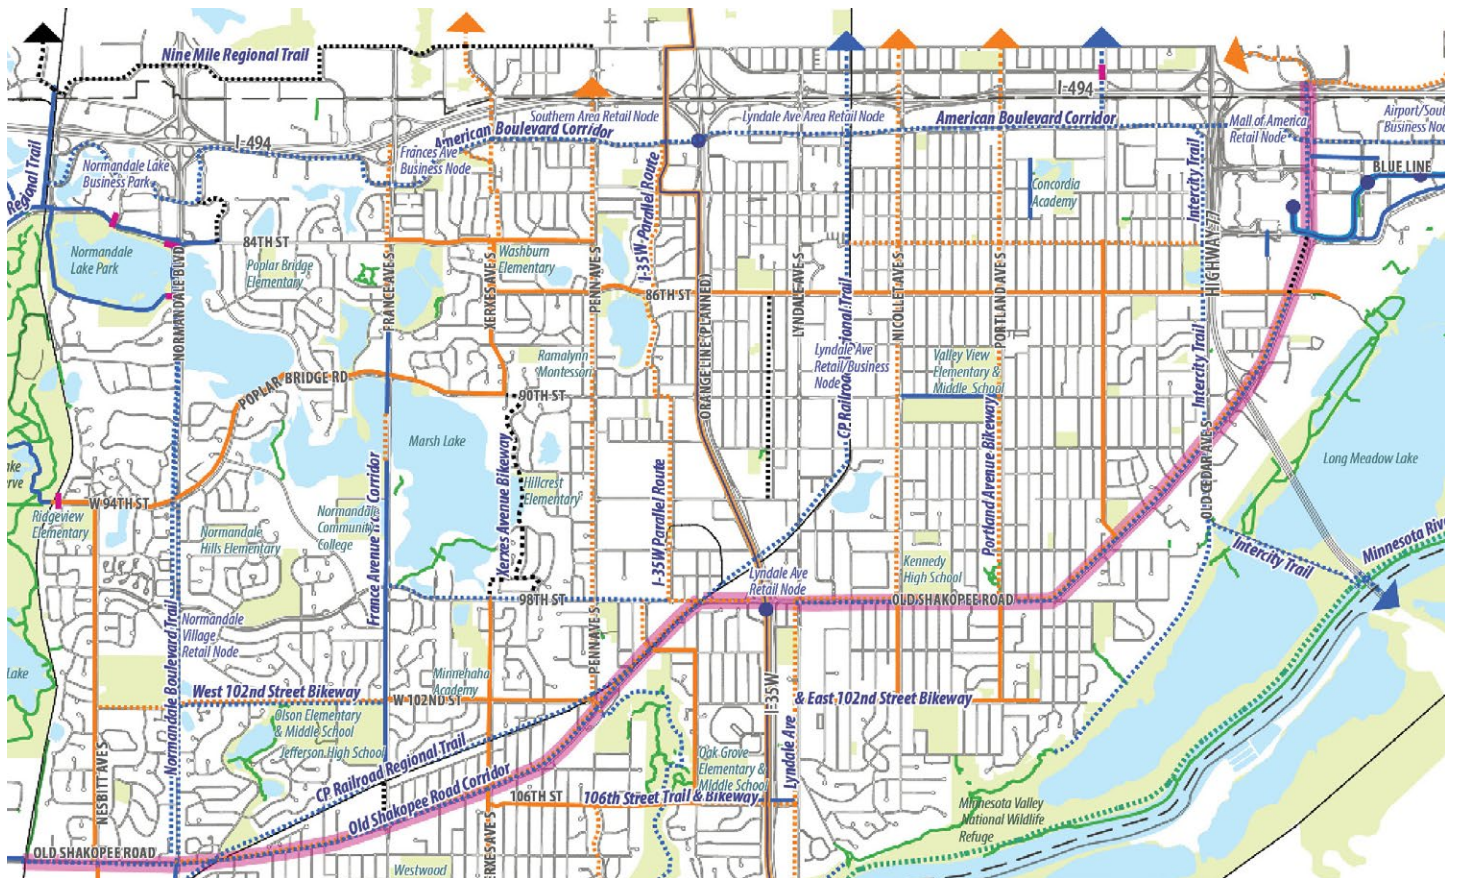 Nine Mile Regional Trail
I-494
Southern Area Retail Node
American Boulevard Corridor
Lyndale Ave Area Retail Node
American Boulevard Corridor
I-494
Mall of America
Retail Node
Airport/Sout
Business Nod
BLUE LINE
Regional Trail
Normandale Lake
Business Park
Frances Ave
Business Node
I-35W Parallel Route
Concordia
Academy
Intercity Trail
HIGHWAY 77
Normandale
Lake Park
84TH ST
Poplar Bridge
Elementary
NORMANDALE BLVD
FRANCE AVE S
XERXES AVE S
Washburn
Elementary
PENN AVE S
86TH ST
ORANGE LINE (PLANNED)
LYNDALE AVE S
CP Railroad Regional Trail
NICOLLET AVE S
PORTLAND AVE S
Ramalynn
Montessori
Lyndale Ave
Retail/Business
Node
Valley View
Elementary &
Middle School
Intercity Trail
POPLAR BRIDGE RD
90TH ST
Marsh Lake
Xerxes Avenue Bikeway
Hillcrest
Elementary
Portland Avenue Bikeway
OLD CEDAR AVE S
Long Meadow Lake
ake
erve
W 94TH ST
Ridgeview
Elementary
Normandale
Hills Elementary
Normandale
Community
College
France Avenue Trail Corridor
I-35W Parallel Route
Intercity Trail
Minnesota Rive
98TH ST
Lyndale Ave
Retail Node
Kennedy
High School
OLD SHAKOPEE ROAD
Normandale
Village
Retail Node
Normandale Boulevard Trail
PENN AVE S
Lake
Minnehaha
Academy
West 102nd Street Bikeway
W 102ND ST
I-35W
& East 102nd Street Bikeway
Olson Elementary
& Middle School
Jefferson High School
CP Railroad Regional Trail
Oak Grove
Elementary &
Middle School
Lyndale Ave
NESBITT AVE S
Old Shakopee Road Corridor
106TH ST
106th Street Trail & Bikeway
Minnesota Valley
National Wildlife
Refuge
OLD SHAKOPEE ROAD
ERXES AVE S
Westwood